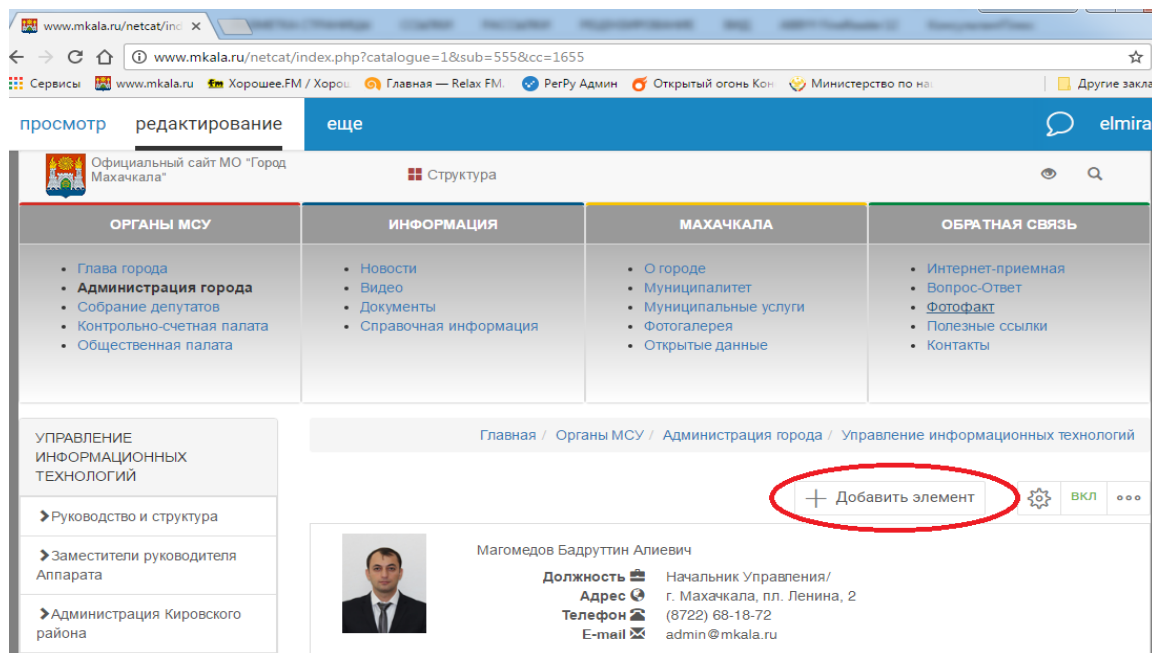 www.mkala.ru/netcat/ind
www.mkala.ru/netcat/index.php?catalogue=1&sub=555&cc=1655
Сервисы www.mkala.ru fm Хорошее.FM / Хорош Главная — Relax FM. PerPy Админ Открытый огонь Кон Министерство по на Другие закла
просмотр редактирование еще elmira
Официальный сайт МО "Город
Махачкала"
Структура
ОРГАНЫ МСУ
Глава города
Администрация города
Собрание депутатов
Контрольно-счетная палата
Общественная палата
ИНФОРМАЦИЯ
Новости
Видео
Документы
Справочная информация
МАХАЧКАЛА
О городе
Муниципалитет
Муниципальные услуги
Фотогалерея
Открытые данные
ОБРАТНАЯ СВЯЗЬ
Интернет-приемная
Вопрос-Ответ
Фотофакт
Полезные ссылки
Контакты
УПРАВЛЕНИЕ
ИНФОРМАЦИОННЫХ
ТЕХНОЛОГИЙ
Руководство и структура
Заместители руководителя
Аппарата
Администрация Кировского
района
Главная / Органы МСУ / Администрация города / Управление информационных технологий
Добавить элемент ВКЛ
Магомедов Бадруттин Алиевич
Должность Начальник Управления/
Адрес г. Махачкала, пл. Ленина, 2
Телефон (8722) 68-18-72
E-mail admin@mkala.ru